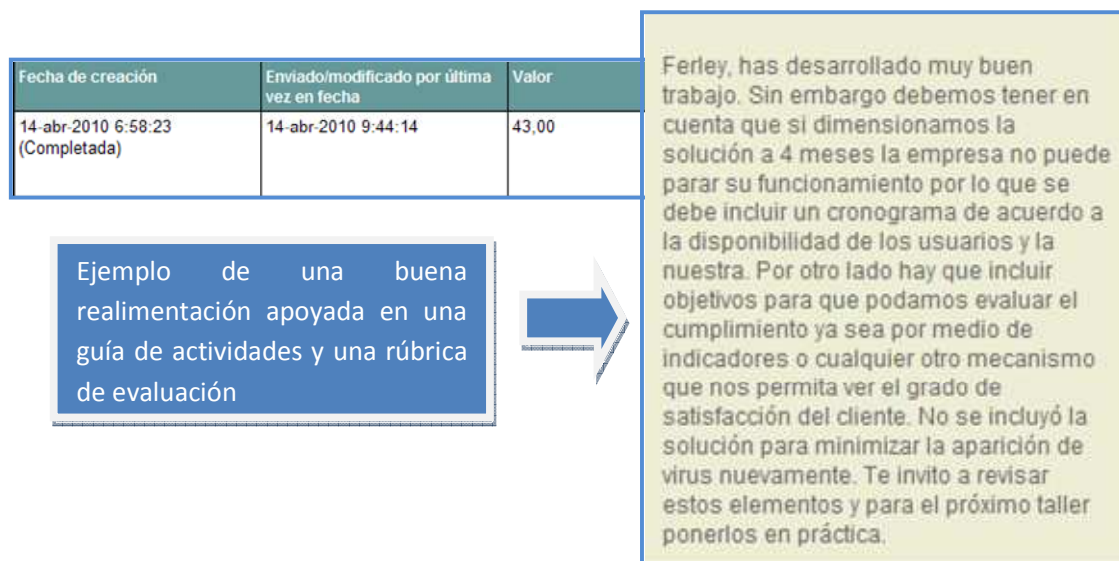 Fecha de creación
Enviado/modificado por última
vez en fecha
Valor
14-abr-2010 6:58:23
(Completada)
14-abr-2010 9:44:14
43,00
Ejemplo de una buena
realimentación apoyada en una
guía de actividades y una rúbrica
de evaluación
Ferley, has desarrollado muy buen
trabajo. Sin embargo debemos tener en
cuenta que si dimensionamos la
solución a 4 meses la empresa no puede
parar su funcionamiento por lo que se
debe incluir un cronograma de acuerdo a
la disponibilidad de los usuarios y la
nuestra. Por otro lado hay que incluir
objetivos para que podamos evaluar el
cumplimiento ya sea por medio de
indicadores o cualquier otro mecanismo
que nos permita ver el grado de
satisfacción del cliente. No se incluyó la
solución para minimizar la aparición de
virus nuevamente. Te invito a revisar
estos elementos y para el próximo taller
ponerlos en práctica.